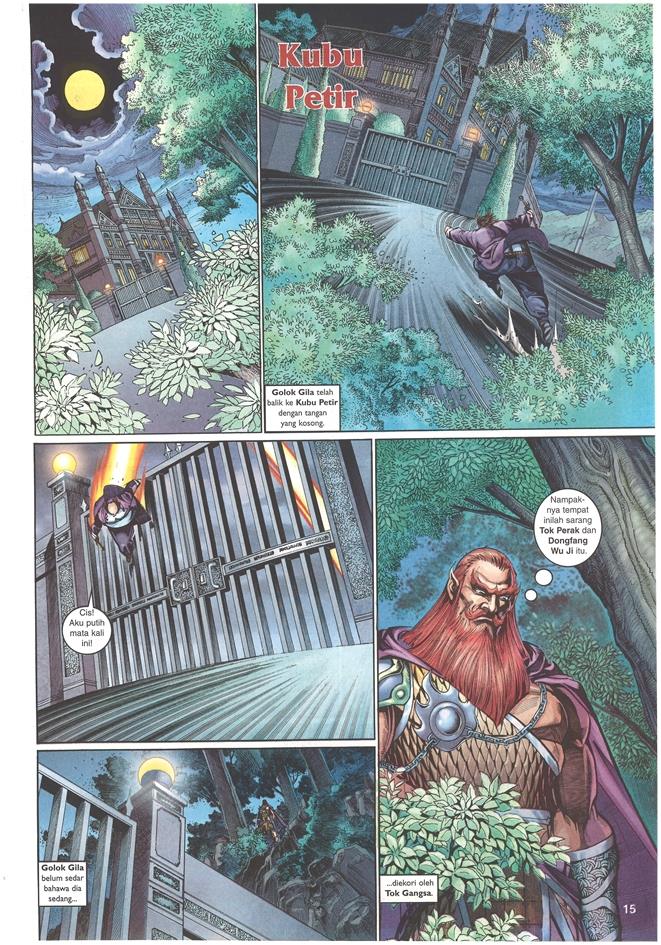 Kubu
Petir
Golok Gila telah
balik ke Kubu Petir
dengan tangan
yang kosong.
Cis!
Aku putih
mata kali
ini!
Nampak-
nya tempat
inilah sarang
Tok Perak dan
Dongfang
Wu Ji itu.
Golok Gila
belum sedar
bahawa dia
sedang...
...diekori oleh
Tok Gangsa.
15